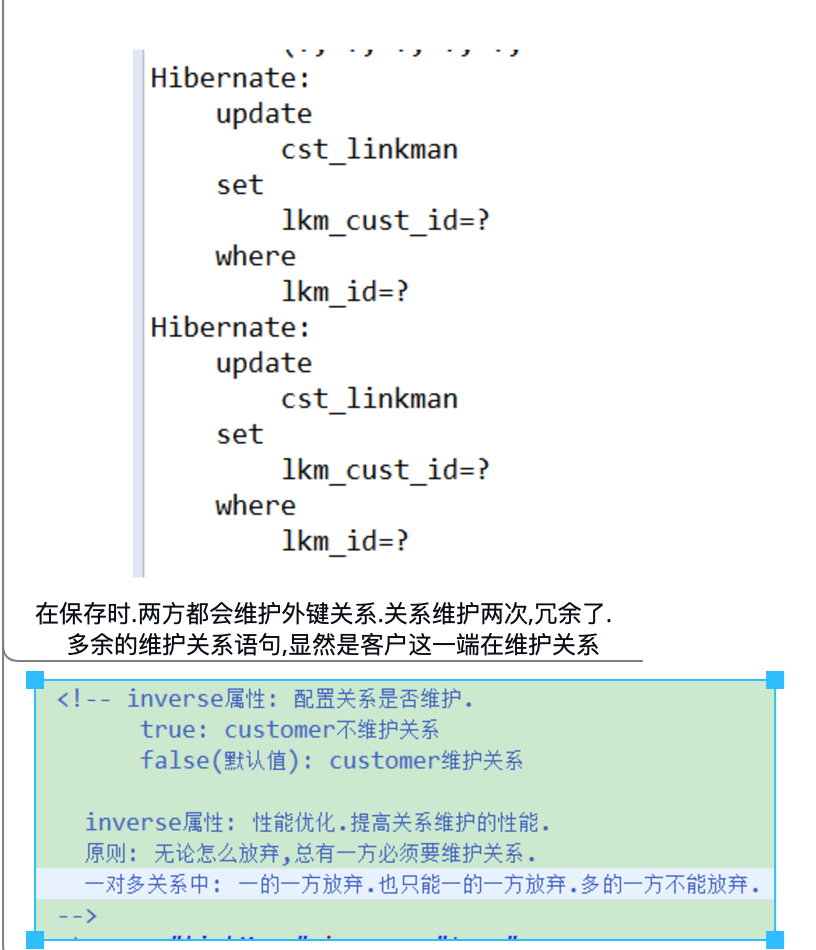 Hibernate:
update
cst_linkman
set
lkm_cust_id=?
where
lkm_id=?
Hibernate:
update
cst_linkman
set
lkm_cust_id=?
where
lkm_id=?
在保存时.两方都会维护外键关系.关系维护两次,冗余了.
多余的维护关系语句,显然是客户这一端在维护关系
<!-- inverse属性: 配置关系是否维护.
true: customer不维护关系
false(默认值): customer维护关系
inverse属性: 性能优化.提高关系维护的性能.
原则: 无论怎么放弃,总有一方必须要维护关系.
一对多关系中: 一的一方放弃.也只能一的一方放弃.多的一方不能放弃.
-->